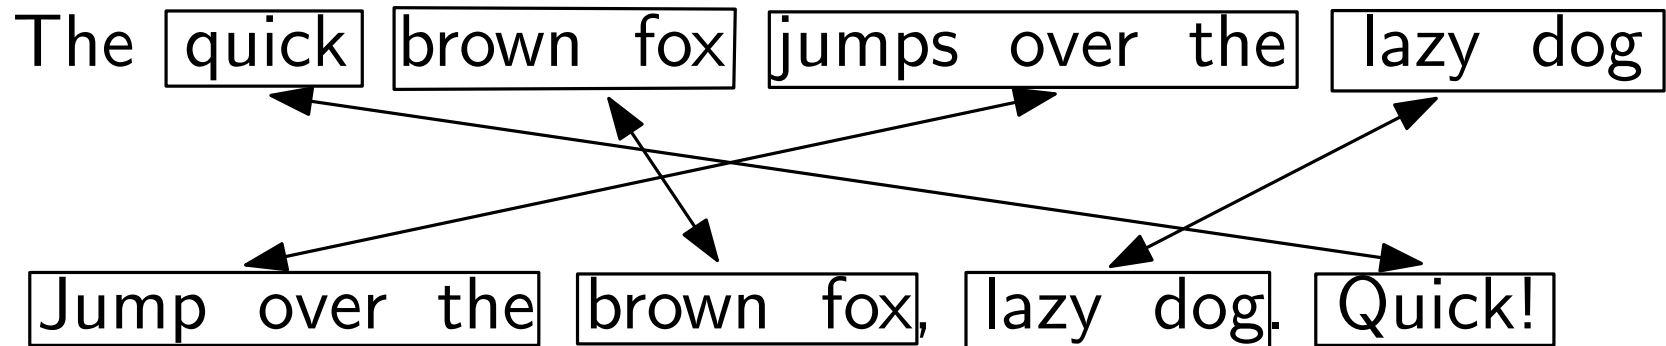 The quick brown fox jumps over the lazy dog
Jump over the brown fox, lazy dog. Quick!